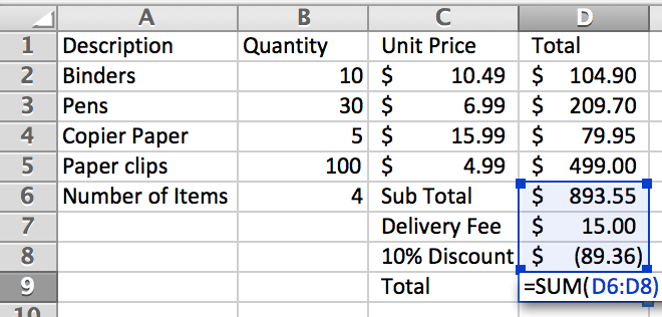 A B C D
1 Description Quantity Unit Price Total
2 Binders 10 $ 10.49 $ 104.90
3 Pens 30 $ 6.99 $ 209.70
4 Copier Paper 5 $ 15.99 $ 79.95
5 Paper clips 100 $ 4.99 $ 499.00
6 Number of Items 4 Sub Total $ 893.55
7 Delivery Fee $ 15.00
8 10% Discount $ (89.36)
9 Total =SUM(D6:D8)
10